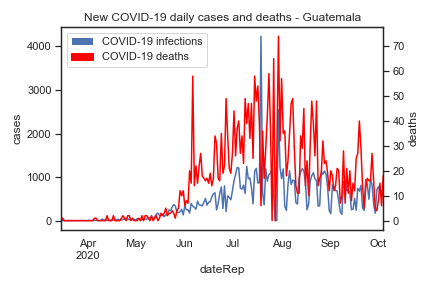 New COVID-19 daily cases and deaths - Guatemala
COVID-19 infections
COVID-19 deaths
4000
3000
2000
1000
0
cases
70
60
50
40
30
20
10
0
deaths
Apr
2020
May
Jun
Jul
Aug
Sep
Oct
dateRep